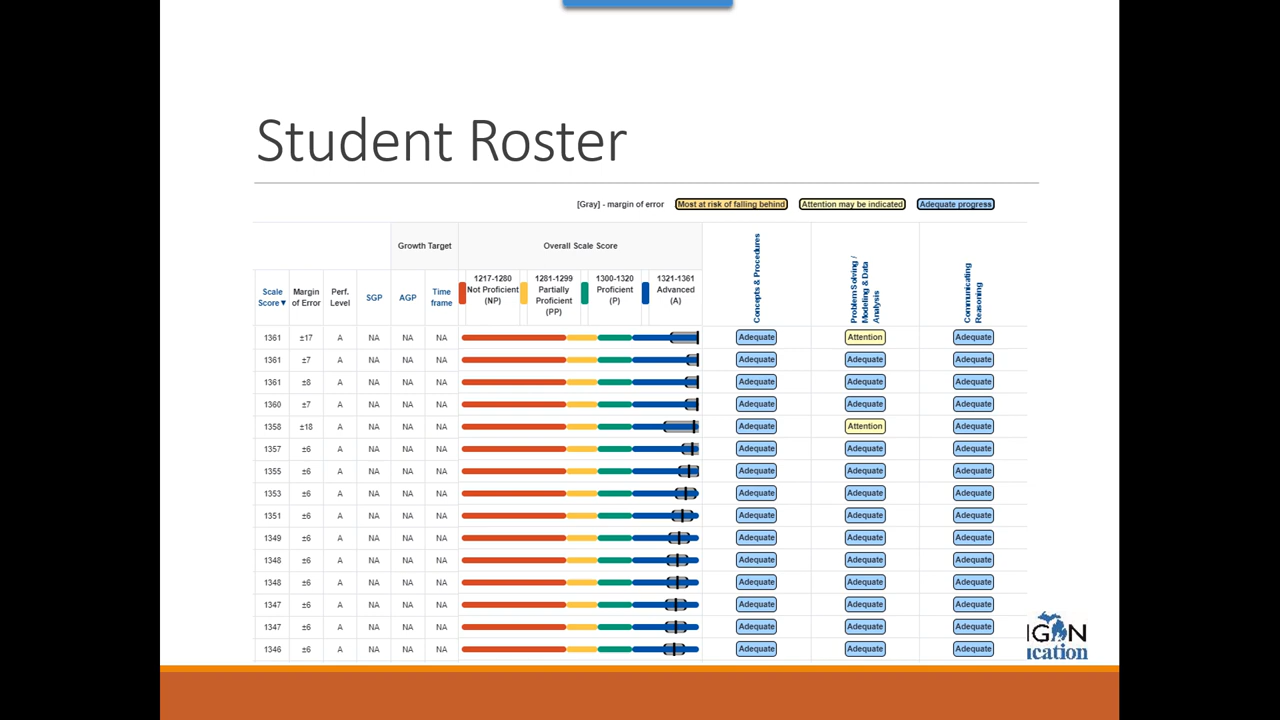 Student Roster
[Gray] - margin of error Most at risk of falling behind Attention may be indicated Adequate progress
Growth Target Overall Scale Score
Concepts & Procedures
Problem Solving / Modeling & Data Analysis
Communicating Reasoning
Scale Score▼ Margin of Error Perf. Level SGP AGP Time frame
1217-1280 Not Proficient (NP)
1281-1299 Partially Proficient (PP)
1300-1320 Proficient (P)
1321-1361 Advanced (A)
1361 ±17 A NA NA NA Adequate Attention Adequate
1361 ±7 A NA NA NA Adequate Adequate Adequate
1361 ±8 A NA NA NA Adequate Adequate Adequate
1360 ±7 A NA NA NA Adequate Adequate Adequate
1358 ±18 A NA NA NA Adequate Attention Adequate
1357 ±6 A NA NA NA Adequate Adequate Adequate
1355 ±6 A NA NA NA Adequate Adequate Adequate
1353 ±6 A NA NA NA Adequate Adequate Adequate
1351 ±6 A NA NA NA Adequate Adequate Adequate
1349 ±6 A NA NA NA Adequate Adequate Adequate
1348 ±6 A NA NA NA Adequate Adequate Adequate
1348 ±6 A NA NA NA Adequate Adequate Adequate
1347 ±6 A NA NA NA Adequate Adequate Adequate
1347 ±6 A NA NA NA Adequate Adequate Adequate
1346 ±6 A NA NA NA Adequate Adequate Adequate